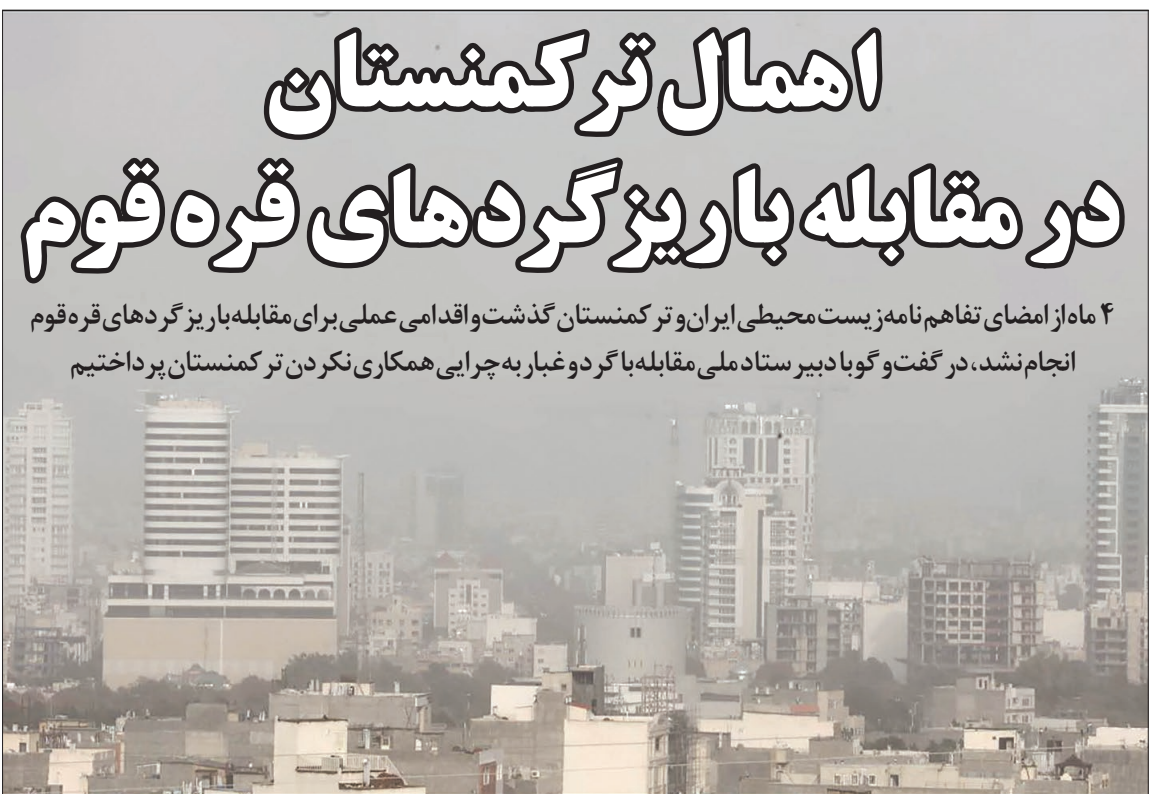 اهمال ترکمنستان
در مقابله با ریزگردهای قره قوم
۴ ماه از امضای تفاهم نامه زیست محیطی ایران و ترکمنستان گذشت و اقدامی عملی برای مقابله با ریزگردهای قره قوم
انجام نشد، در گفت و گو با دبیر ستاد ملی مقابله با گرد و غبار به چرایی همکاری نکردن ترکمنستان پرداختیم